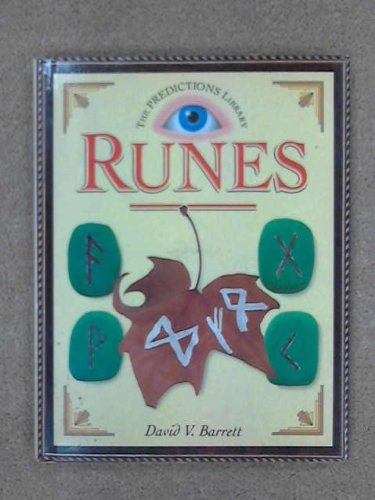 THE PREDICTIONS LIBRARY
RUNES
ᚨ
ᚹ
ᚲ
David V. Barrett